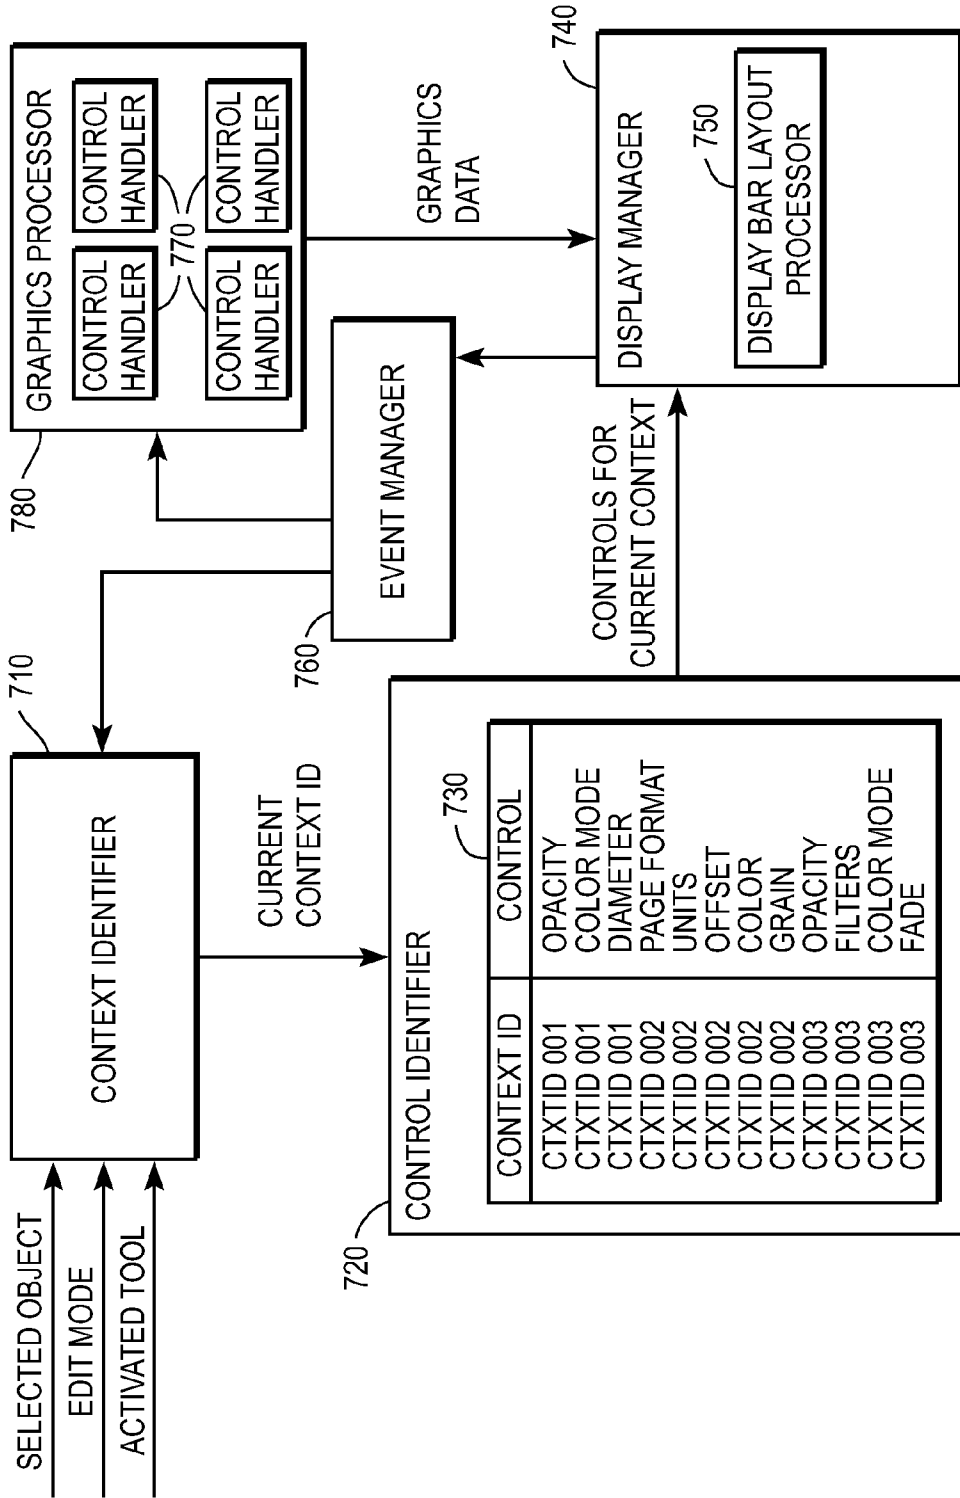 SELECTED OBJECT
EDIT MODE
ACTIVATED TOOL
710
CONTEXT IDENTIFIER
CURRENT
CONTEXT ID
720
CONTROL IDENTIFIER
730
CONTEXT ID CONTROL
CTXTID 001 OPACITY
CTXTID 001 COLOR MODE
CTXTID 001 DIAMETER
CTXTID 002 PAGE FORMAT
CTXTID 002 UNITS
CTXTID 002 OFFSET
CTXTID 002 COLOR
CTXTID 002 GRAIN
CTXTID 003 OPACITY
CTXTID 003 FILTERS
CTXTID 003 COLOR MODE
CTXTID 003 FADE
780
GRAPHICS PROCESSOR
CONTROL
HANDLER
CONTROL
HANDLER
770
CONTROL
HANDLER
CONTROL
HANDLER
760
EVENT MANAGER
GRAPHICS
DATA
CONTROLS FOR
CURRENT CONTEXT
740
DISPLAY MANAGER
750
DISPLAY BAR LAYOUT
PROCESSOR